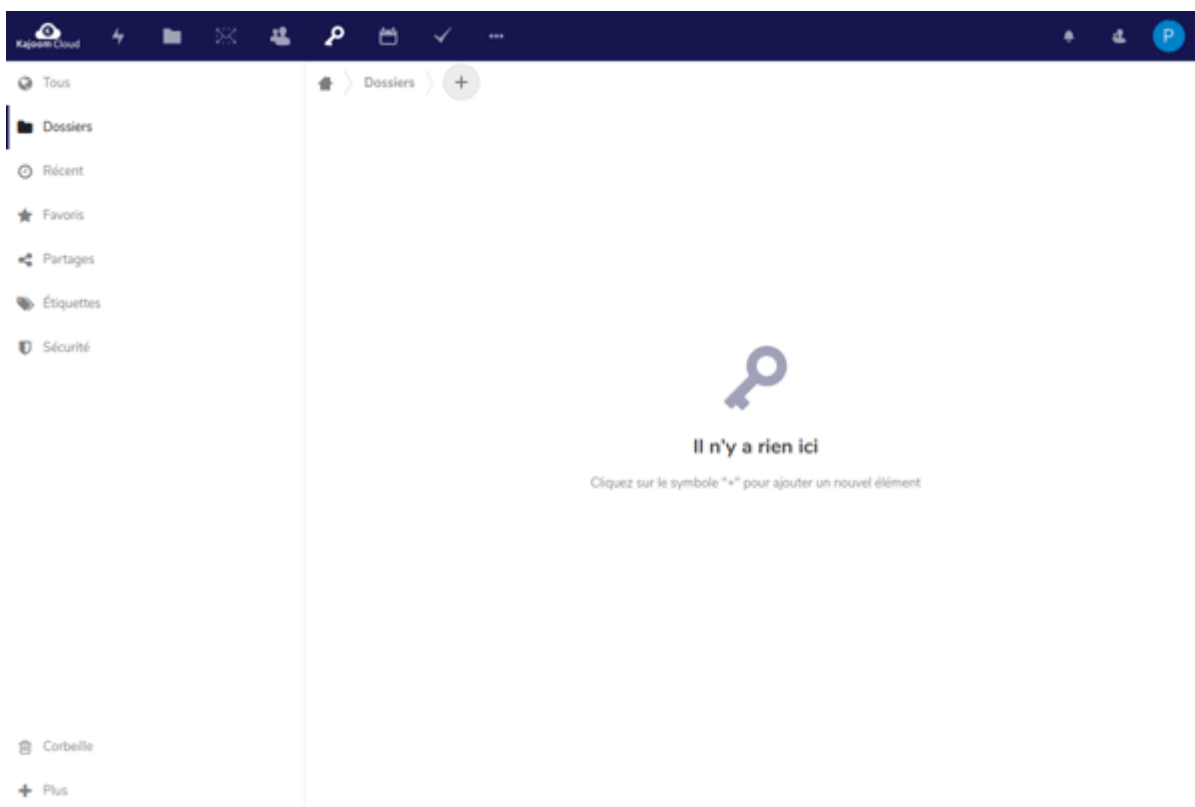 Kajoom Cloud
P
Tous
Dossiers
Dossiers
Récent
Favoris
Partages
Étiquettes
Sécurité
Il n'y a rien ici
Cliquez sur le symbole "+" pour ajouter un nouvel élément
Corbeille
Plus